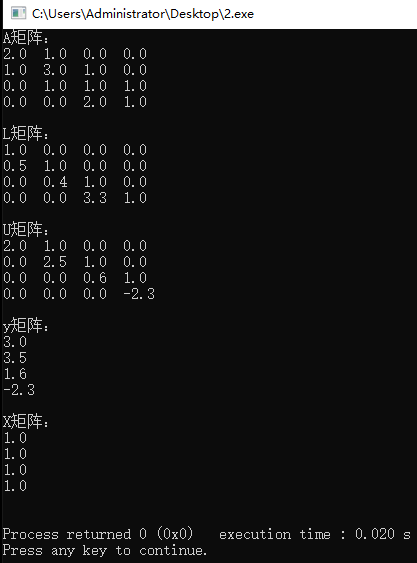 C:\Users\Administrator\Desktop\2.exe
A矩阵:
2.0 1.0 0.0 0.0
1.0 3.0 1.0 0.0
0.0 1.0 1.0 1.0
0.0 0.0 2.0 1.0
L矩阵:
1.0 0.0 0.0 0.0
0.5 1.0 0.0 0.0
0.0 0.4 1.0 0.0
0.0 0.0 3.3 1.0
U矩阵:
2.0 1.0 0.0 0.0
0.0 2.5 1.0 0.0
0.0 0.0 0.6 1.0
0.0 0.0 0.0 -2.3
y矩阵:
3.0
3.5
1.6
-2.3
X矩阵:
1.0
1.0
1.0
1.0
Process returned 0 (0x0) execution time : 0.020 s
Press any key to continue.